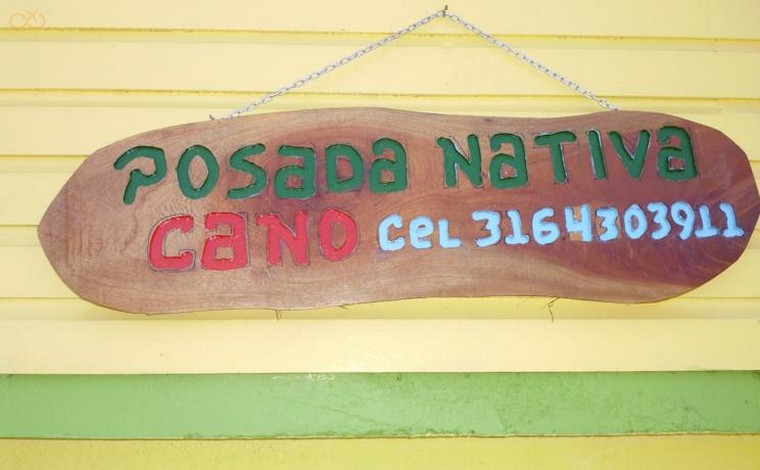 POSADA NATIVA
CANO Cel 3164303911